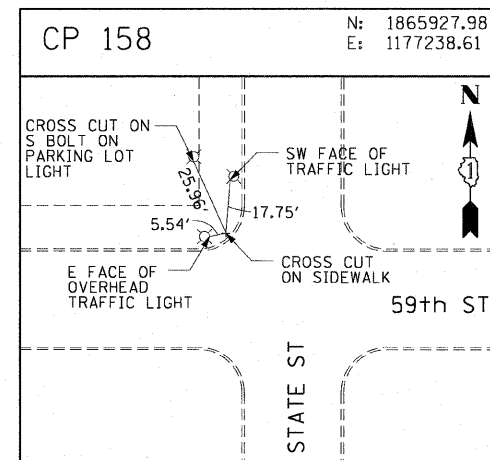 CP 158
N: 1865927.98
E: 1177238.61
N
1
CROSS CUT ON
S BOLT ON
PARKING LOT
LIGHT
SW FACE OF
TRAFFIC LIGHT
25.96'
17.75'
5.54'
E FACE OF
OVERHEAD
TRAFFIC LIGHT
CROSS CUT
ON SIDEWALK
59th ST
STATE ST